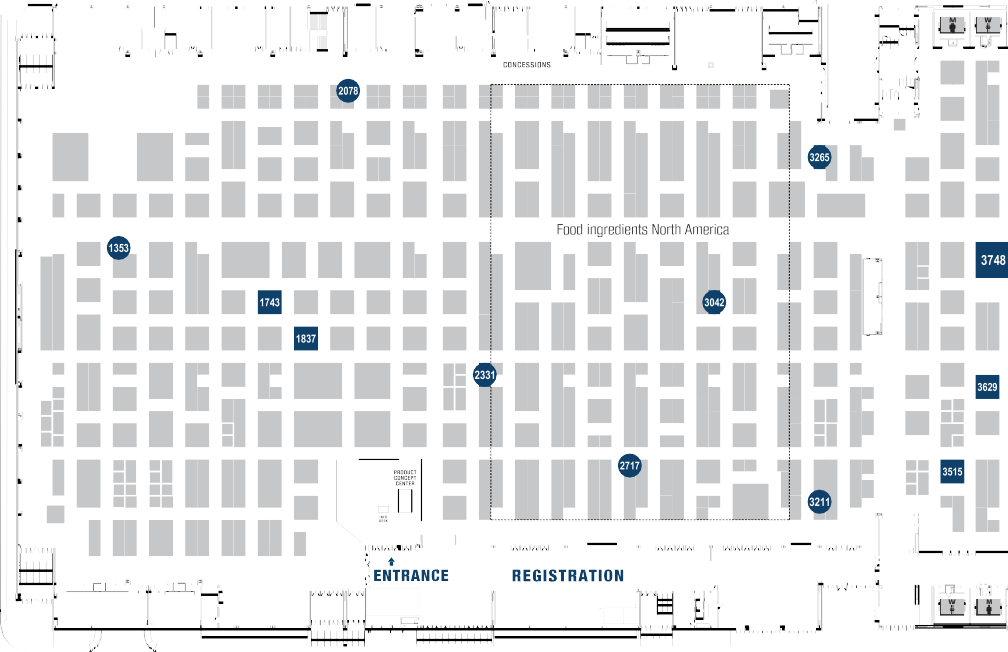 M W
CONCESSIONS
2078
3265
Food ingredients North America
1353
3748
1743
3042
1837
2331
3629
2717
3515
PRODUCT
CONCEPT
CENTER
3211
ENTRANCE
REGISTRATION
W M